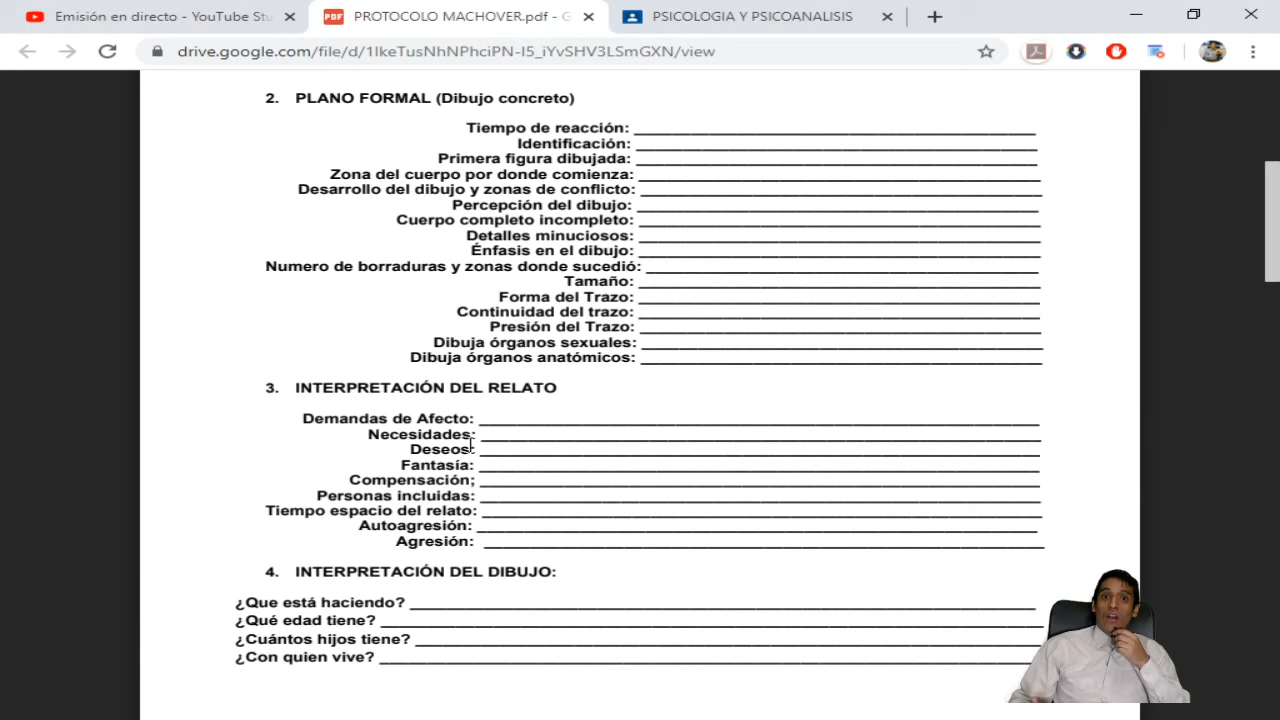 Emisión en directo - YouTube Stu
PROTOCOLO MACHOVER.pdf - G
PSICOLOGIA Y PSICOANALISIS
drive.google.com/file/d/1IkeTusNhNPhciPN-I5_iYvSHV3LSmGXN/view
2. PLANO FORMAL (Dibujo concreto)
Tiempo de reacción:
Identificación:
Primera figura dibujada:
Zona del cuerpo por donde comienza:
Desarrollo del dibujo y zonas de conflicto:
Percepción del dibujo:
Cuerpo completo incompleto:
Detalles minuciosos:
Énfasis en el dibujo:
Numero de borraduras y zonas donde sucedió:
Tamaño:
Forma del Trazo:
Continuidad del trazo:
Presión del Trazo:
Dibuja órganos sexuales:
Dibuja órganos anatómicos:
3. INTERPRETACIÓN DEL RELATO
Demandas de Afecto:
Necesidades:
Deseos:
Fantasía:
Compensación;
Personas incluidas:
Tiempo espacio del relato:
Autoagresión:
Agresión:
4. INTERPRETACIÓN DEL DIBUJO:
¿Que está haciendo?
¿Qué edad tiene?
¿Cuántos hijos tiene?
¿Con quien vive?